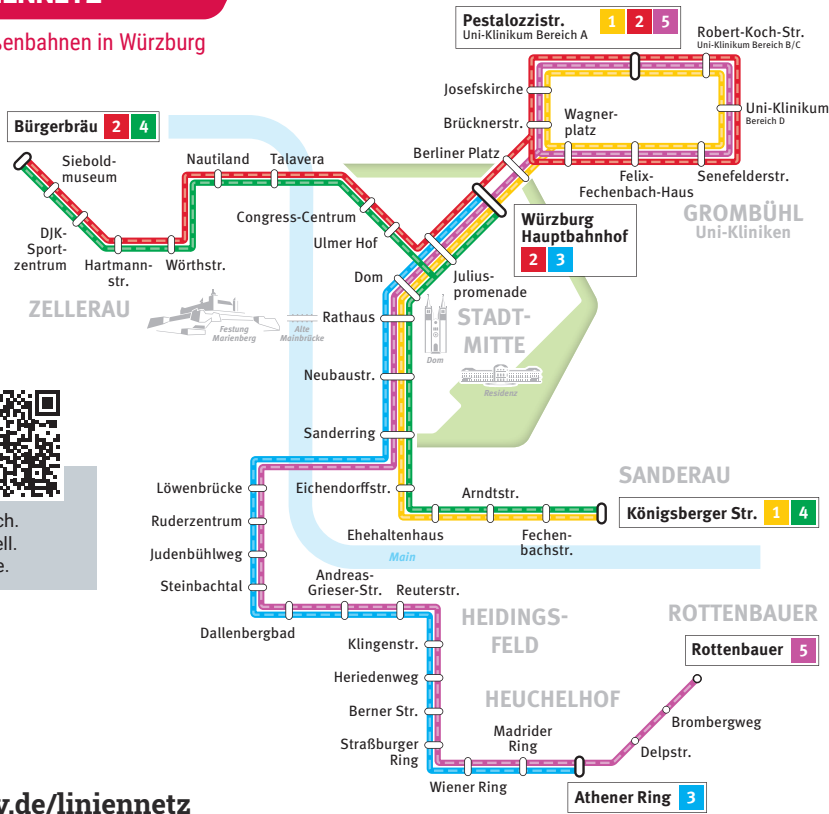 Straßenbahnen in Würzburg
Pestalozzistr. 1 2 5
Uni-Klinikum Bereich A
Robert-Koch-Str.
Uni-Klinikum Bereich B/C
Josefskirche
Brücknerstr.
Wagner-
platz
Uni-Klinikum
Bereich D
Berliner Platz
Felix-
Fechenbach-Haus
Senefelderstr.
GROMBÜHL
Uni-Kliniken
Bürgerbräu 2 4
Siebold-
museum
Nautiland
Talavera
Congress-Centrum
Ulmer Hof
DJK-
Sport-
zentrum
Hartmann-
str.
Wörthstr.
ZELLERAU
Festung
Marienberg
Alte
Mainbrücke
Würzburg
Hauptbahnhof
2 3
Julius-
promenade
Dom
Rathaus
STADT-
MITTE
Dom
Residenz
Neubaustr.
Sanderring
SANDERAU
Löwenbrücke
Eichendorffstr.
Arndtstr.
Königsberger Str. 1 4
Ruderzentrum
Ehehaltenhaus
Fechen-
bachstr.
Judenbühlweg
Main
Steinbachtal
Andreas-
Grieser-Str.
Reuterstr.
Dallenbergbad
HEIDINGS-
FELD
ROTTENBAUER
Klingenstr.
Rottenbauer 5
Heriedenweg
HEUCHELHOF
Berner Str.
Brombergweg
Straßburger
Ring
Madrider
Ring
Delpstr.
Wiener Ring
Athener Ring 3
.de/liniennetz